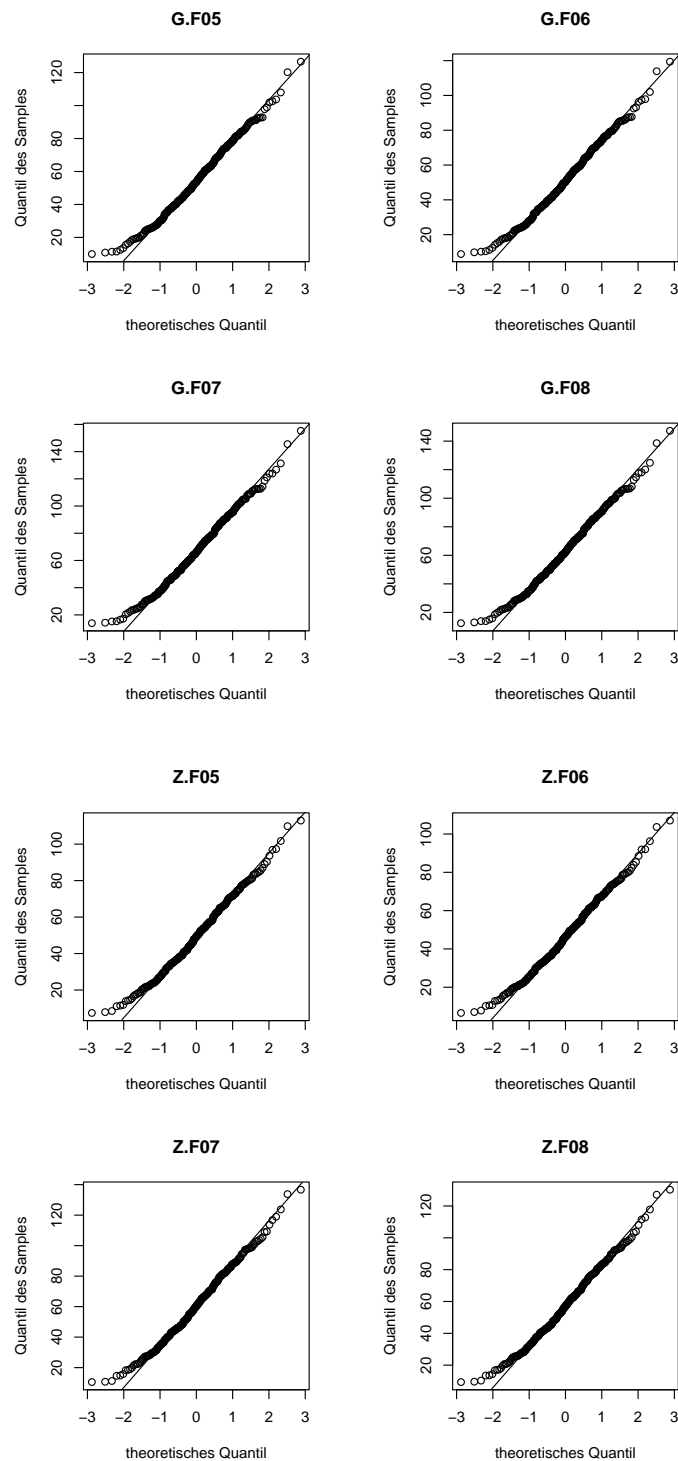 G.F05
Quantil des Samples
20 40 60 80 120
−3 −2 −1 0 1 2 3
theoretisches Quantil
G.F06
Quantil des Samples
20 40 60 80 100
−3 −2 −1 0 1 2 3
theoretisches Quantil
G.F07
Quantil des Samples
20 60 100 140
−3 −2 −1 0 1 2 3
theoretisches Quantil
G.F08
Quantil des Samples
20 60 100 140
−3 −2 −1 0 1 2 3
theoretisches Quantil
Z.F05
Quantil des Samples
20 40 60 80 100
−3 −2 −1 0 1 2 3
theoretisches Quantil
Z.F06
Quantil des Samples
20 40 60 80 100
−3 −2 −1 0 1 2 3
theoretisches Quantil
Z.F07
Quantil des Samples
20 40 60 80 120
−3 −2 −1 0 1 2 3
theoretisches Quantil
Z.F08
Quantil des Samples
20 40 60 80 120
−3 −2 −1 0 1 2 3
theoretisches Quantil